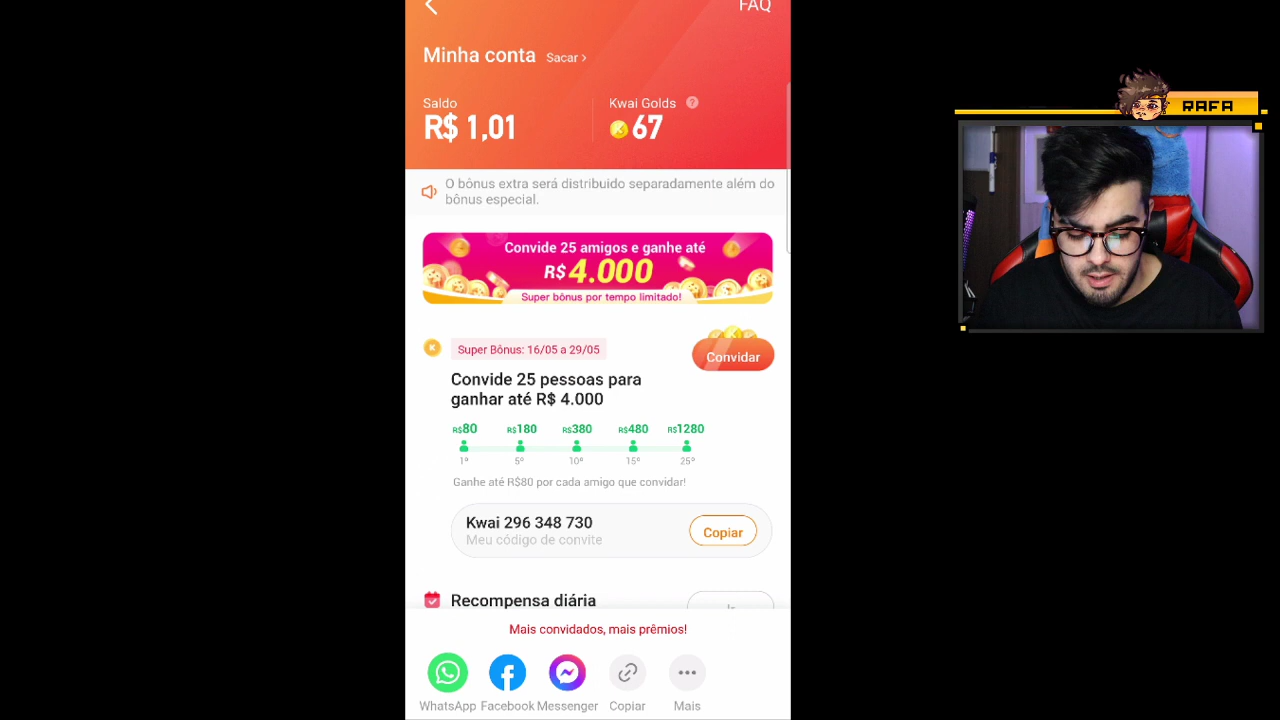 FAQ
Minha conta Sacar >
Saldo
R$ 1,01
Kwai Golds ?
67
O bônus extra será distribuido separadamente além do
bônus especial.
Convide 25 amigos e ganhe até
R$ 4.000
Super bônus por tempo limitado!
Super Bônus: 16/05 a 29/05
Convidar
Convide 25 pessoas para
ganhar até R$ 4.000
R$80 R$180 R$380 R$480 R$1280
1º 5º 10º 15º 25º
Ganhe até R$80 por cada amigo que convidar!
Kwai 296 348 730
Meu código de convite
Copiar
Recompensa diária
Mais convidados, mais prêmios!
WhatsApp Facebook Messenger Copiar Mais
RAFA